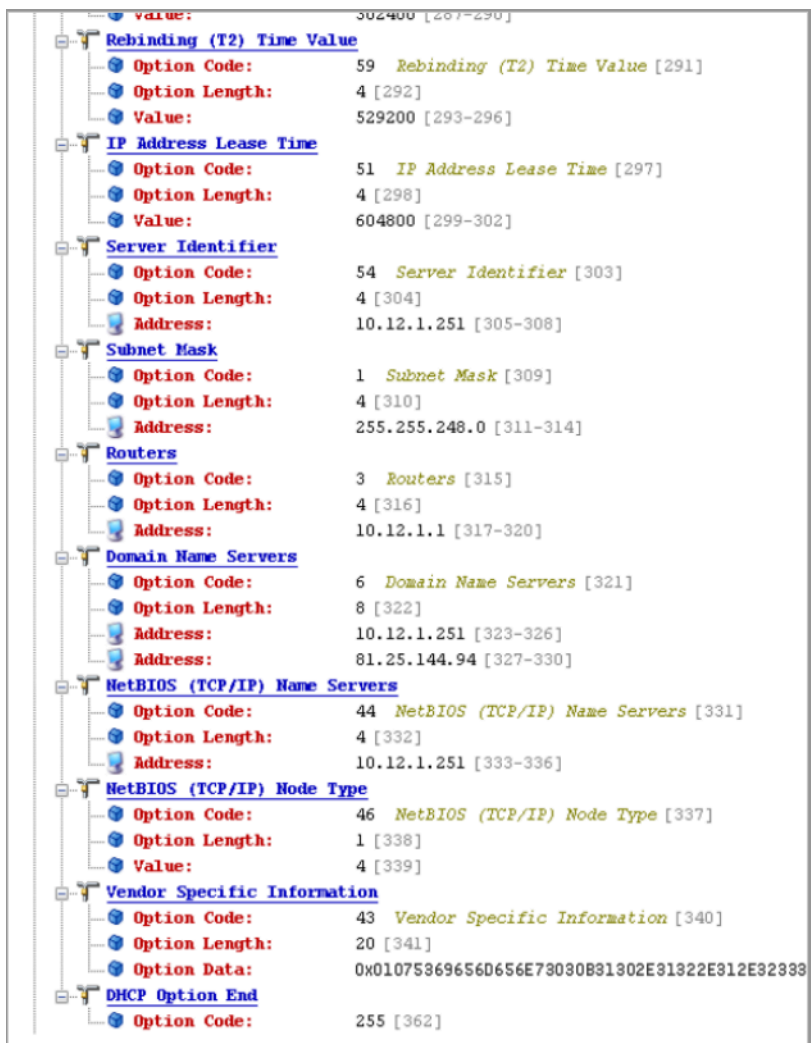 Value: 302400 [287-290]
Rebinding (T2) Time Value
Option Code: 59 Rebinding (T2) Time Value [291]
Option Length: 4 [292]
Value: 529200 [293-296]
IP Address Lease Time
Option Code: 51 IP Address Lease Time [297]
Option Length: 4 [298]
Value: 604800 [299-302]
Server Identifier
Option Code: 54 Server Identifier [303]
Option Length: 4 [304]
Address: 10.12.1.251 [305-308]
Subnet Mask
Option Code: 1 Subnet Mask [309]
Option Length: 4 [310]
Address: 255.255.248.0 [311-314]
Routers
Option Code: 3 Routers [315]
Option Length: 4 [316]
Address: 10.12.1.1 [317-320]
Domain Name Servers
Option Code: 6 Domain Name Servers [321]
Option Length: 8 [322]
Address: 10.12.1.251 [323-326]
Address: 81.25.144.94 [327-330]
NetBIOS (TCP/IP) Name Servers
Option Code: 44 NetBIOS (TCP/IP) Name Servers [331]
Option Length: 4 [332]
Address: 10.12.1.251 [333-336]
NetBIOS (TCP/IP) Node Type
Option Code: 46 NetBIOS (TCP/IP) Node Type [337]
Option Length: 1 [338]
Value: 4 [339]
Vendor Specific Information
Option Code: 43 Vendor Specific Information [340]
Option Length: 20 [341]
Option Data: 0x01075369656D656E73030B31302E31322E312E32333
DHCP Option End
Option Code: 255 [362]